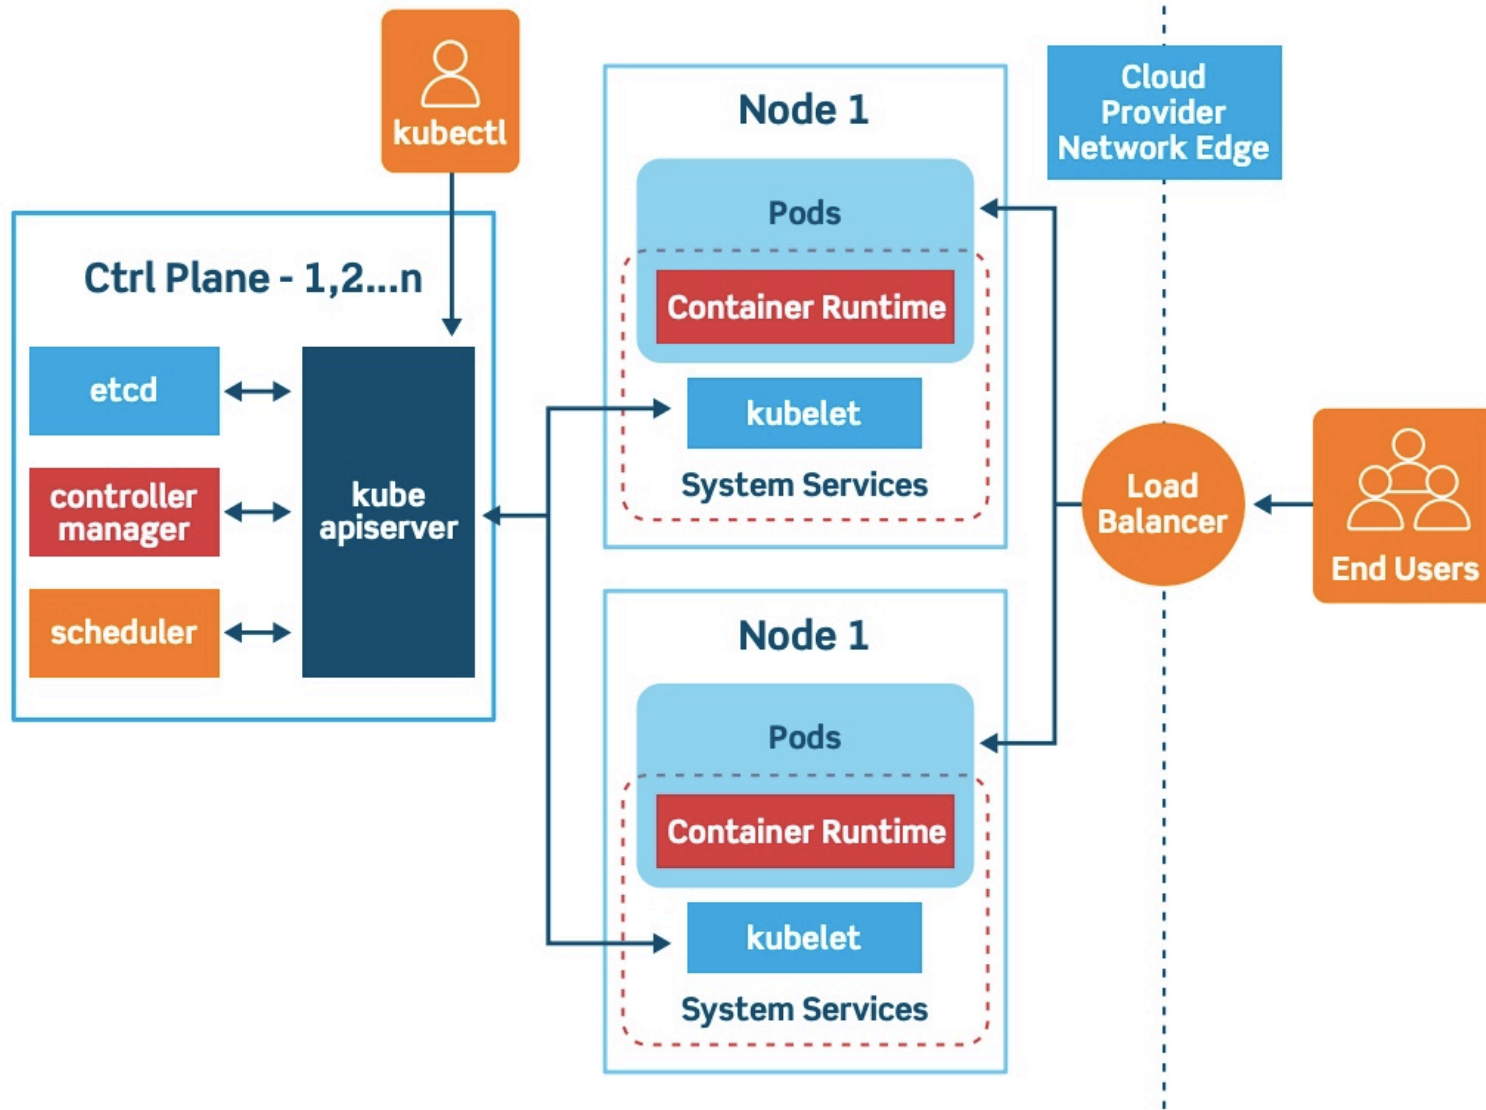 kubectl
Ctrl Plane - 1,2...n
etcd
controller
manager
scheduler
kube
apiserver
Node 1
Pods
Container Runtime
kubelet
System Services
Node 1
Pods
Container Runtime
kubelet
System Services
Cloud
Provider
Network Edge
Load
Balancer
End Users